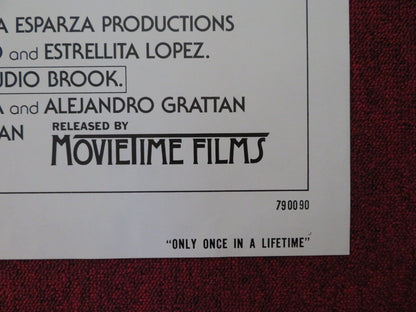 A ESPARZA PRODUCTIONS
and ESTRELLITA LOPEZ.
UDIO BROOK.
A and ALEJANDRO GRATTAN
AN
RELEASED BY
MOVIETIME FILMS
790090
"ONLY ONCE IN A LIFETIME"